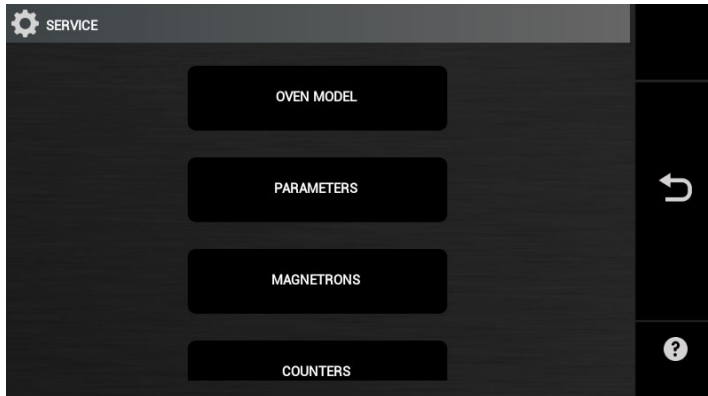 SERVICE
OVEN MODEL
PARAMETERS
MAGNETRONS
COUNTERS
?